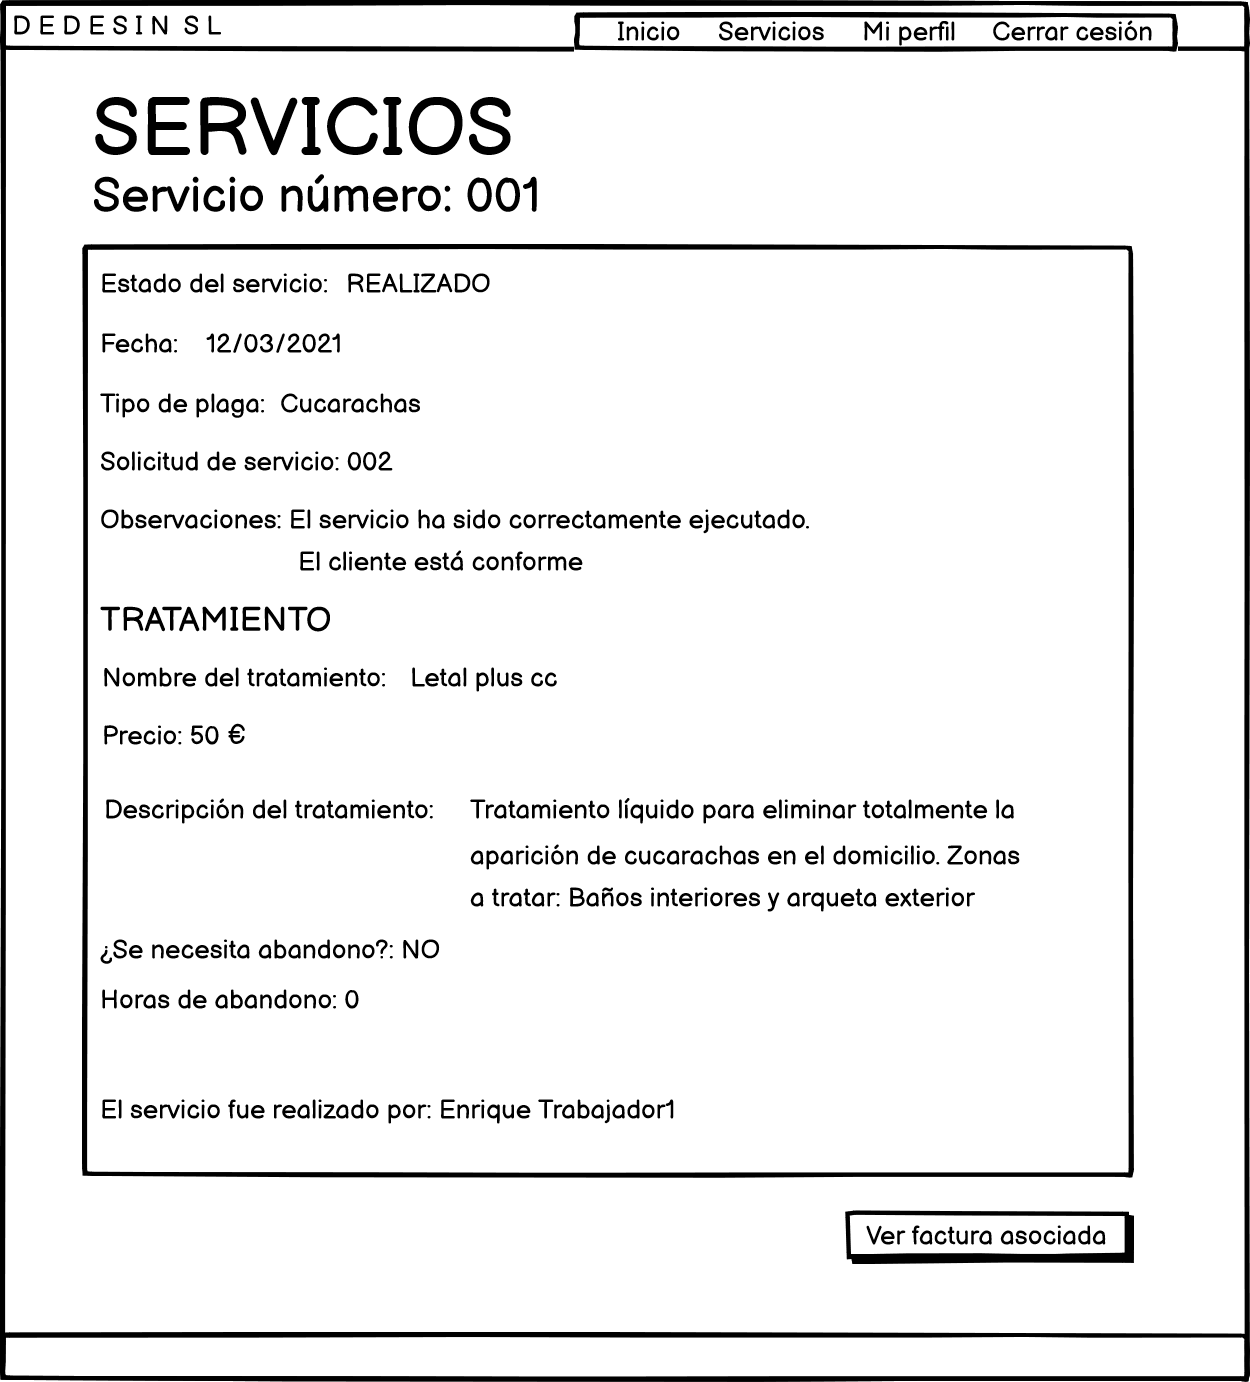 DEDESIN SL
Inicio Servicios Mi perfil Cerrar cesión
SERVICIOS
Servicio número: 001
Estado del servicio: REALIZADO
Fecha: 12/03/2021
Tipo de plaga: Cucarachas
Solicitud de servicio: 002
Observaciones: El servicio ha sido correctamente ejecutado.
El cliente está conforme
TRATAMIENTO
Nombre del tratamiento: Letal plus cc
Precio: 50 €
Descripción del tratamiento: Tratamiento líquido para eliminar totalmente la
aparición de cucarachas en el domicilio. Zonas
a tratar: Baños interiores y arqueta exterior
¿Se necesita abandono?: NO
Horas de abandono: 0
El servicio fue realizado por: Enrique Trabajador1
Ver factura asociada